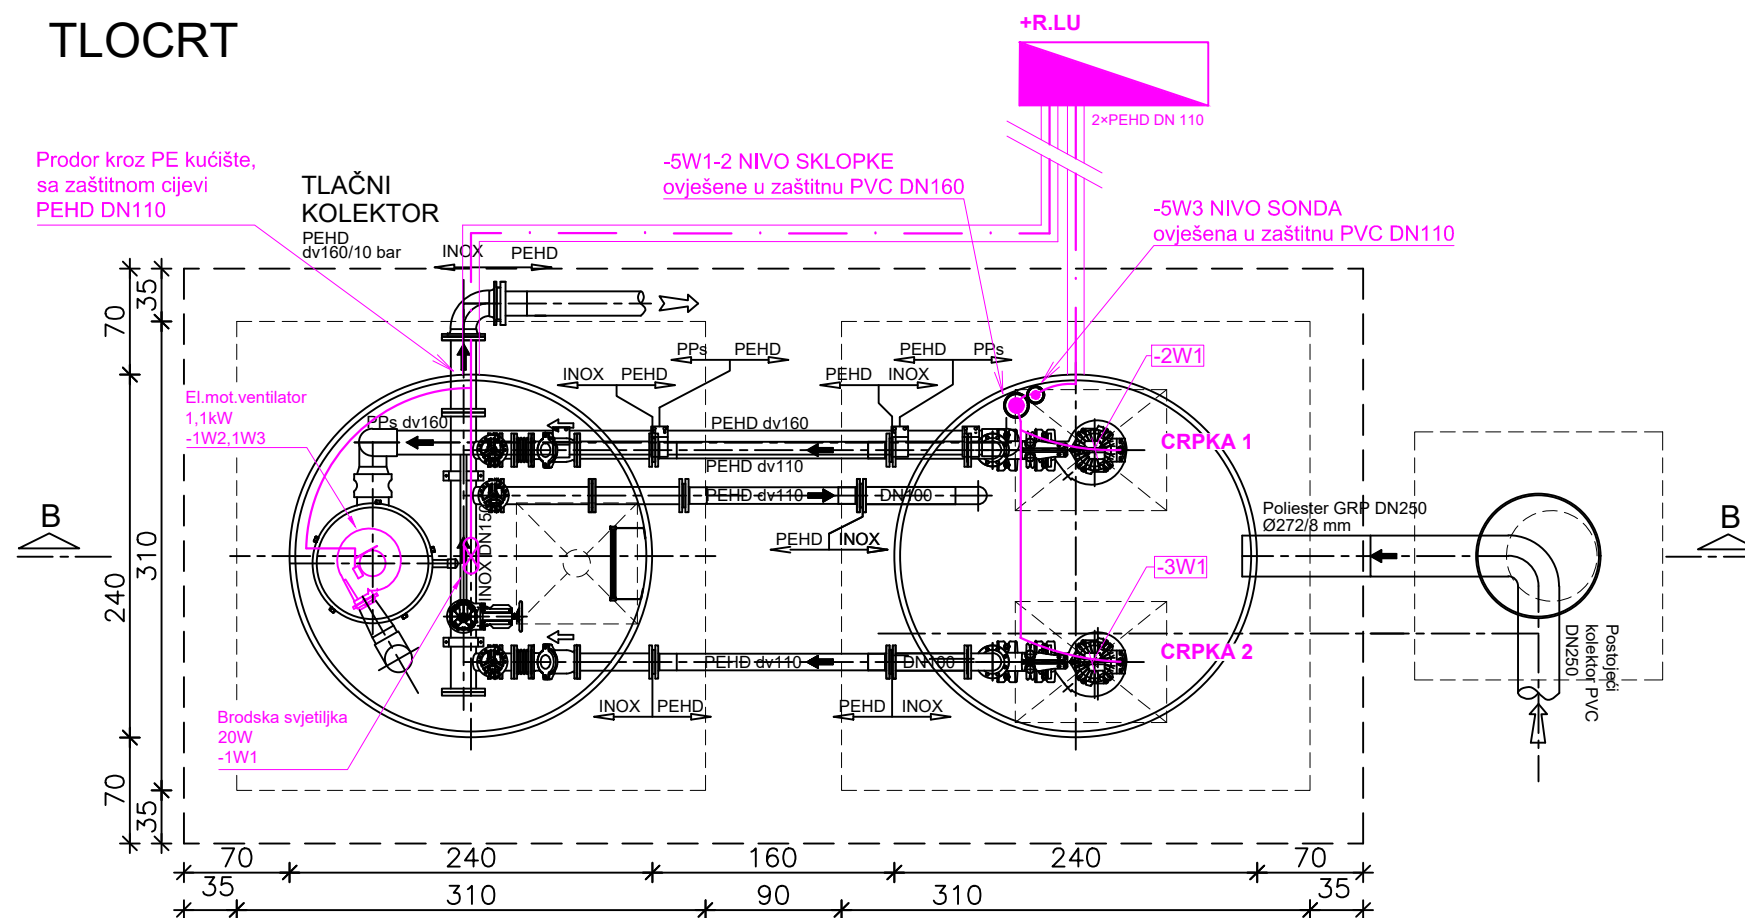 TLOCRT
+R.LU
2×PEHD DN 110
Prodor kroz PE kućište,
sa zaštitnom cijevi
PEHD DN110
TLAČNI
KOLEKTOR
PEHD
dv160/10 bar
INOX
PEHD
-5W1-2 NIVO SKLOPKE
ovješene u zaštitnu PVC DN160
-5W3 NIVO SONDA
ovješena u zaštitnu PVC DN110
70
35
PPs
PEHD
PEHD
PPs
INOX
PEHD
PEHD
INOX
-2W1
El.mot.ventilator
1,1kW
-1W2,1W3
PPs dv160
PEHD dv160
CRPKA 1
PEHD dv110
PEHD dv110
DN100
INOX DN150
Poliester GRP DN250
Ø272/8 mm
B
B
PEHD
INOX
-3W1
240
310
PEHD dv110
DN100
CRPKA 2
Postojeći
kolektor PVC
DN250
INOX
PEHD
PEHD
INOX
Brodska svjetiljka
20W
-1W1
70
35
70
240
160
240
70
35
310
90
310
35